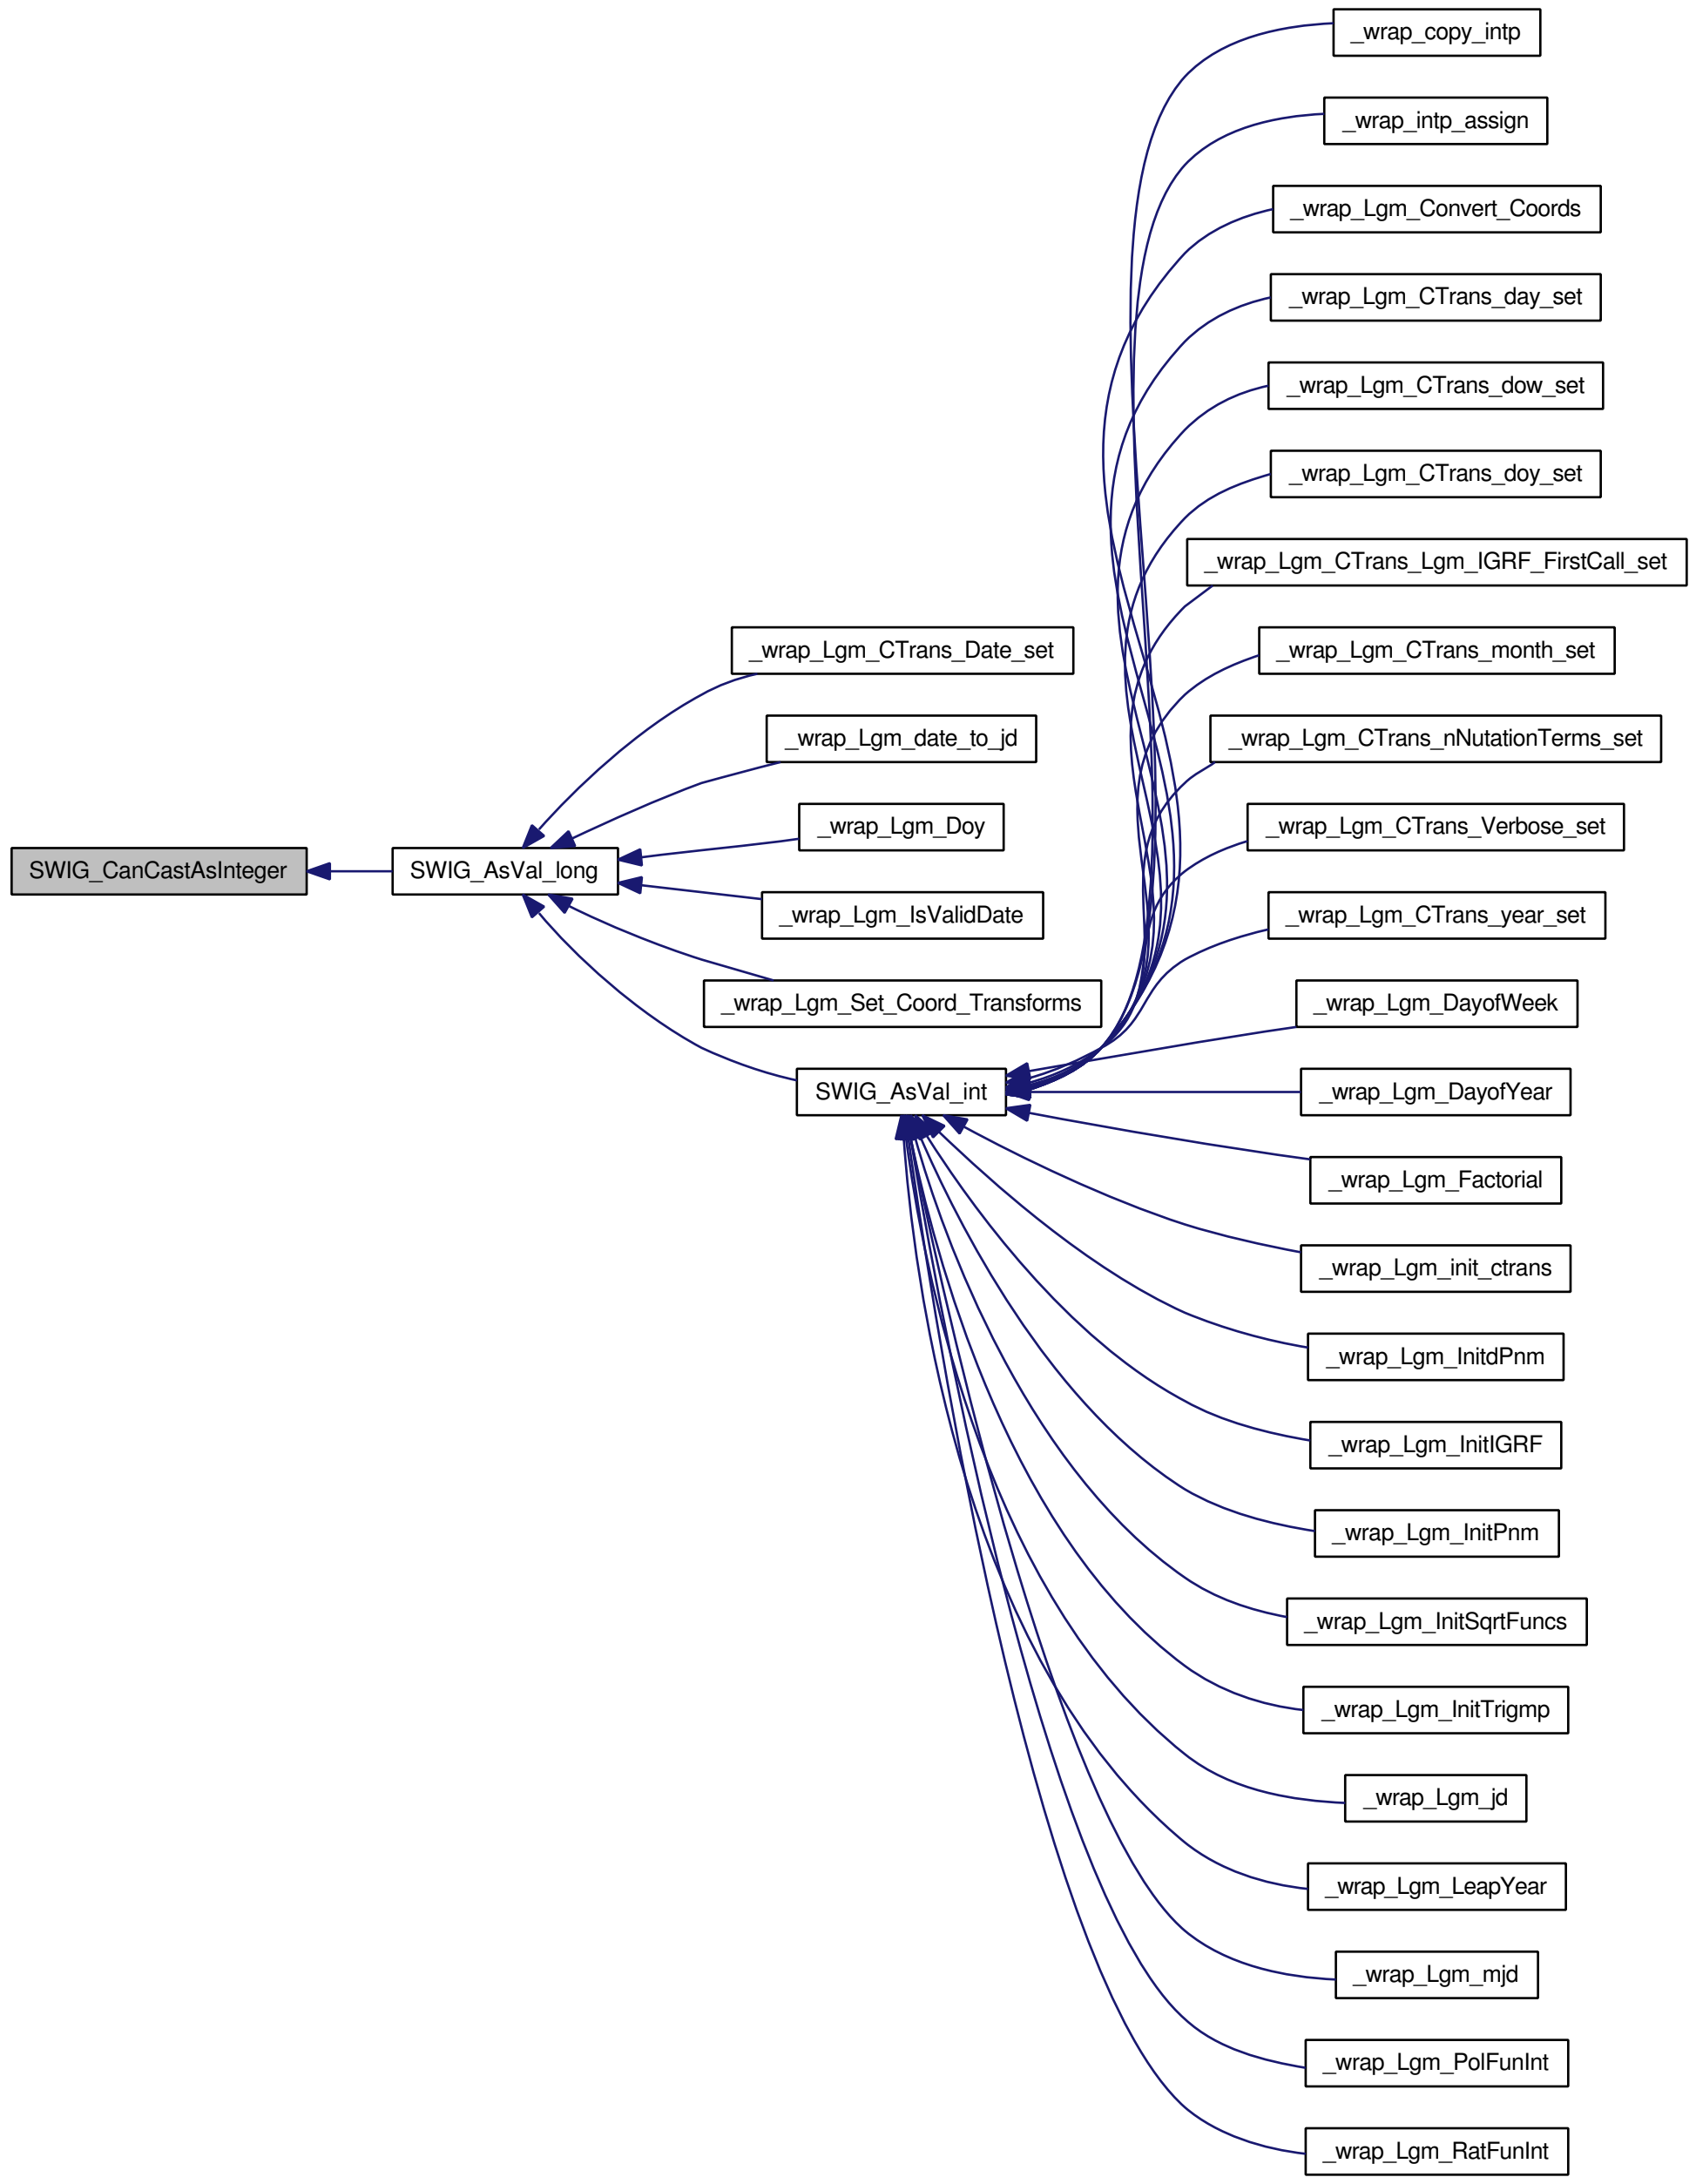 _wrap_copy_intp
_wrap_intp_assign
_wrap_Lgm_Convert_Coords
_wrap_Lgm_CTrans_day_set
_wrap_Lgm_CTrans_dow_set
_wrap_Lgm_CTrans_doy_set
_wrap_Lgm_CTrans_Lgm_IGRF_FirstCall_set
_wrap_Lgm_CTrans_Date_set
_wrap_Lgm_CTrans_month_set
_wrap_Lgm_date_to_jd
_wrap_Lgm_CTrans_nNutationTerms_set
_wrap_Lgm_Doy
_wrap_Lgm_CTrans_Verbose_set
SWIG_CanCastAsInteger
SWIG_AsVal_long
_wrap_Lgm_IsValidDate
_wrap_Lgm_CTrans_year_set
_wrap_Lgm_Set_Coord_Transforms
_wrap_Lgm_DayofWeek
SWIG_AsVal_int
_wrap_Lgm_DayofYear
_wrap_Lgm_Factorial
_wrap_Lgm_init_ctrans
_wrap_Lgm_InitdPnm
_wrap_Lgm_InitIGRF
_wrap_Lgm_InitPnm
_wrap_Lgm_InitSqrtFuncs
_wrap_Lgm_InitTrigmp
_wrap_Lgm_jd
_wrap_Lgm_LeapYear
_wrap_Lgm_mjd
_wrap_Lgm_PolFunInt
_wrap_Lgm_RatFunInt